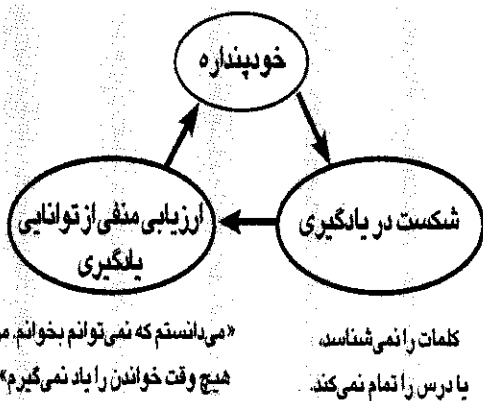 خودپنداره
شکست در یادگیری
ارزیابی منفی از توانایی
یادگیری
کلمات را نمی‌شناسد،
یا درس را تمام نمی‌کند.
«می‌دانستم که نمی‌توانم بخوانم.
هیچ وقت خواندن را یاد نمی‌گیرم»